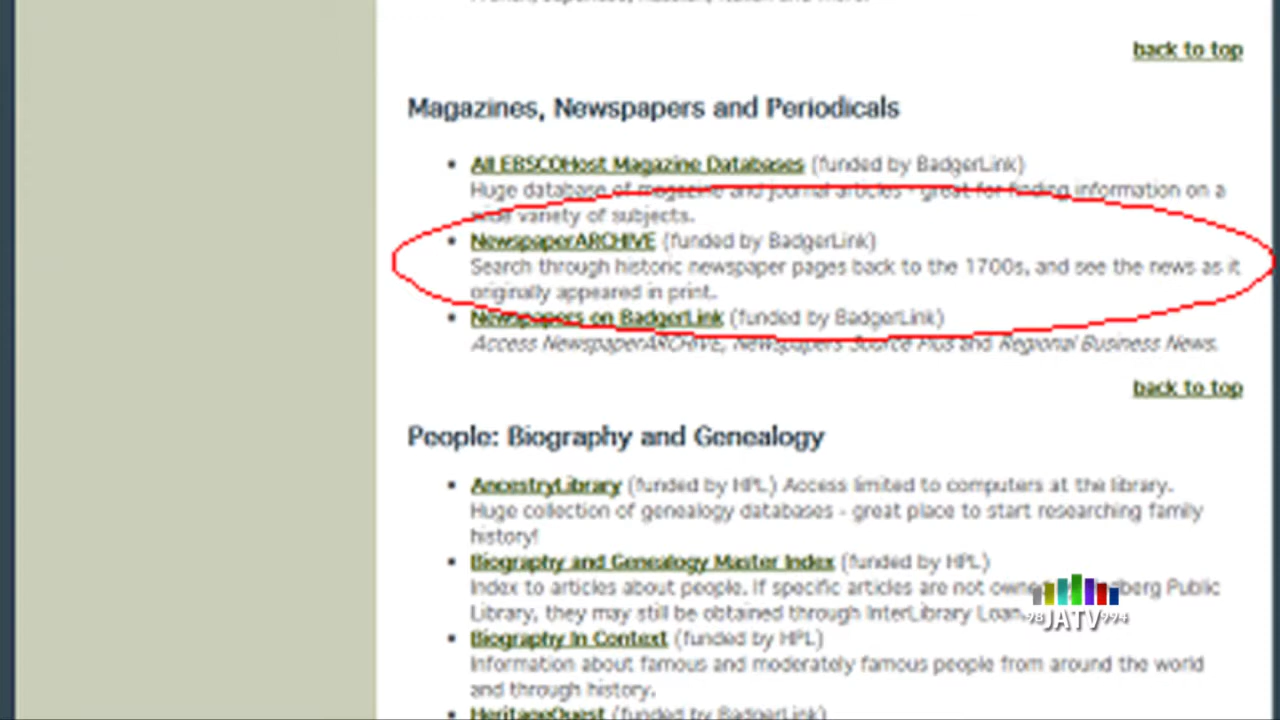 back to top
Magazines, Newspapers and Periodicals
All EBSCOHost Magazine Databases (funded by BadgerLink)
Huge database of magazine and journal articles - great for finding information on a
wide variety of subjects.
NewspaperARCHIVE (funded by BadgerLink)
Search through historic newspaper pages back to the 1700s, and see the news as it
originally appeared in print.
Newspapers on BadgerLink (funded by BadgerLink)
Access NewspaperARCHIVE, Newspapers Source Plus and Regional Business News.
back to top
People: Biography and Genealogy
AncestryLibrary (funded by HPL) Access limited to computers at the library.
Huge collection of genealogy databases - great place to start researching family
history!
Biography and Genealogy Master Index (funded by HPL)
Index to articles about people. If specific articles are not Public
Library, they may still be obtained through InterLibrary Loan.
Biography In Context (funded by HPL)
Information about famous and moderately famous people from around the world
and through history.
HeritageQuest (funded by BadgerLink)
98 JATV 994